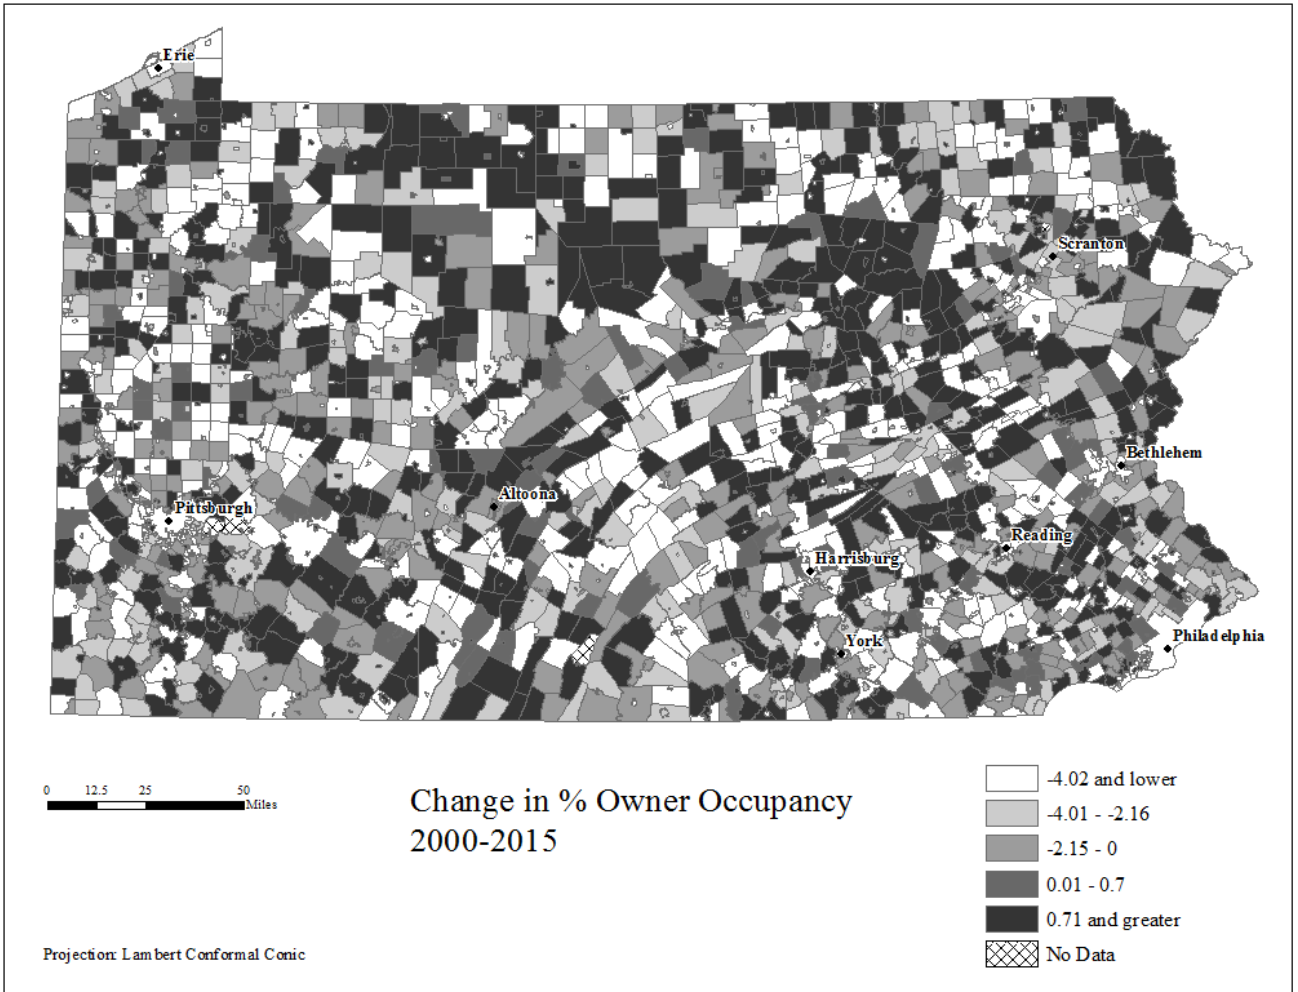 Erie
Scranton
Bethlehem
Altoona
Pittsburgh
Reading
Harrisburg
Philadelphia
York
0 12.5 25 50
Miles
Change in % Owner Occupancy
2000-2015
-4.02 and lower
-4.01 - -2.16
-2.15 - 0
0.01 - 0.7
0.71 and greater
No Data
Projection: Lambert Conformal Conic